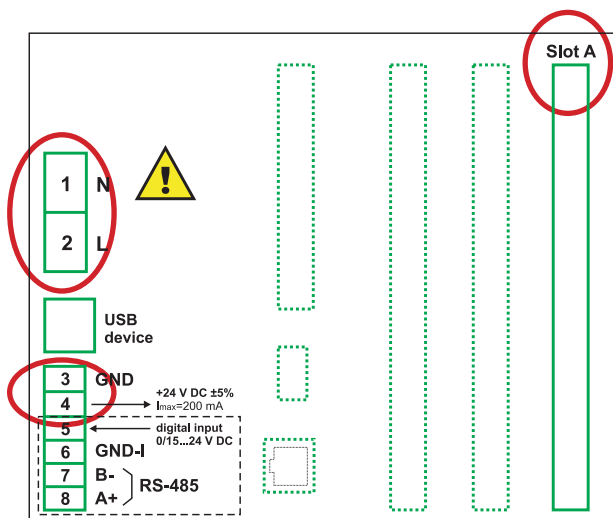 Slot A
1 N
!
2 L
USB
device
3 GND
+24 V DC ±5%
4
Imax=200 mA
5
digital input
0/15...24 V DC
6 GND-I
7 B-
RS-485
8 A+